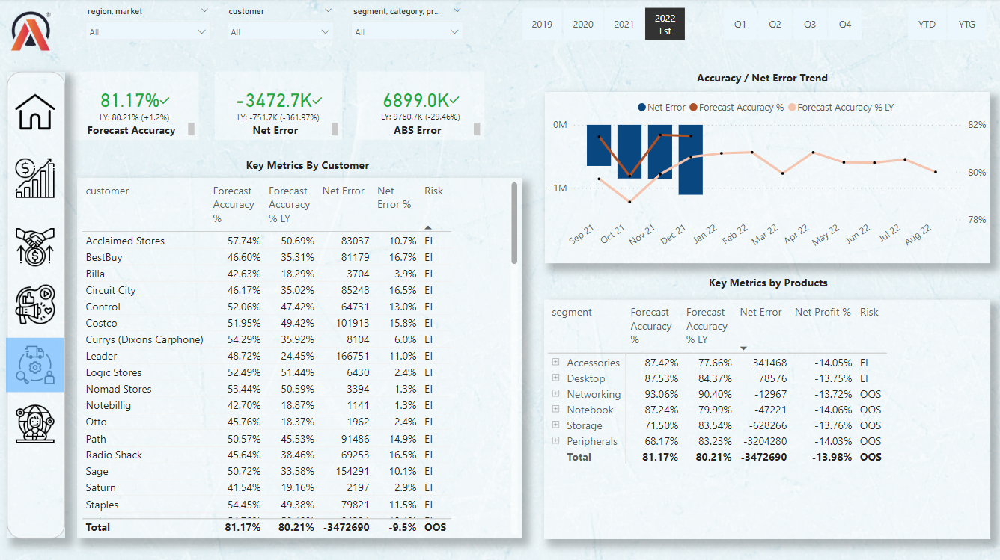 region, market
customer
segment, category, pr...
All
All
All
2019
2020
2021
2022
Est
Q1
Q2
Q3
Q4
YTD
YTG
81.17%
LY: 80.21% (+1.2%)
Forecast Accuracy
-3472.7K
LY: -751.7K (-361.97%)
Net Error
6899.0K
LY: 9780.7K (-29.46%)
ABS Error
Key Metrics By Customer
customer Forecast Accuracy % Forecast Accuracy % LY Net Error Net Error % Risk
Acclaimed Stores 57.74% 50.69% 83037 10.7% EI
BestBuy 46.60% 35.31% 81179 16.7% EI
Billa 42.63% 18.29% 3704 3.9% EI
Circuit City 46.17% 35.02% 85248 16.5% EI
Control 52.06% 47.42% 64731 13.0% EI
Costco 51.95% 49.42% 101913 15.8% EI
Currys (Dixons Carphone) 54.29% 35.92% 8104 6.0% EI
Leader 48.72% 24.45% 166751 11.0% EI
Logic Stores 52.49% 51.44% 6430 2.4% EI
Nomad Stores 53.44% 50.59% 3394 1.3% EI
Notebillig 42.70% 18.87% 1141 1.3% EI
Otto 45.76% 18.37% 1962 2.4% EI
Path 50.57% 45.53% 91486 14.9% EI
Radio Shack 45.64% 38.46% 69253 16.5% EI
Sage 50.72% 33.58% 154291 10.1% EI
Saturn 41.54% 19.16% 2197 2.9% EI
Staples 54.45% 49.38% 79821 11.5% EI
Total 81.17% 80.21% -3472690 -9.5% OOS
Accuracy / Net Error Trend
Net Error Forecast Accuracy % Forecast Accuracy % LY
0M
-1M
82%
80%
78%
Sep 21
Oct 21
Nov 21
Dec 21
Jan 22
Feb 22
Mar 22
Apr 22
May 22
Jun 22
Jul 22
Aug 22
Key Metrics by Products
segment Forecast Accuracy % Forecast Accuracy % LY Net Error Net Profit % Risk
Accessories 87.42% 77.66% 341468 -14.05% EI
Desktop 87.53% 84.37% 78576 -13.75% EI
Networking 93.06% 90.40% -12967 -13.72% OOS
Notebook 87.24% 79.99% -47221 -14.06% OOS
Storage 71.50% 83.54% -628266 -13.76% OOS
Peripherals 68.17% 83.23% -3204280 -14.03% OOS
Total 81.17% 80.21% -3472690 -13.98% OOS